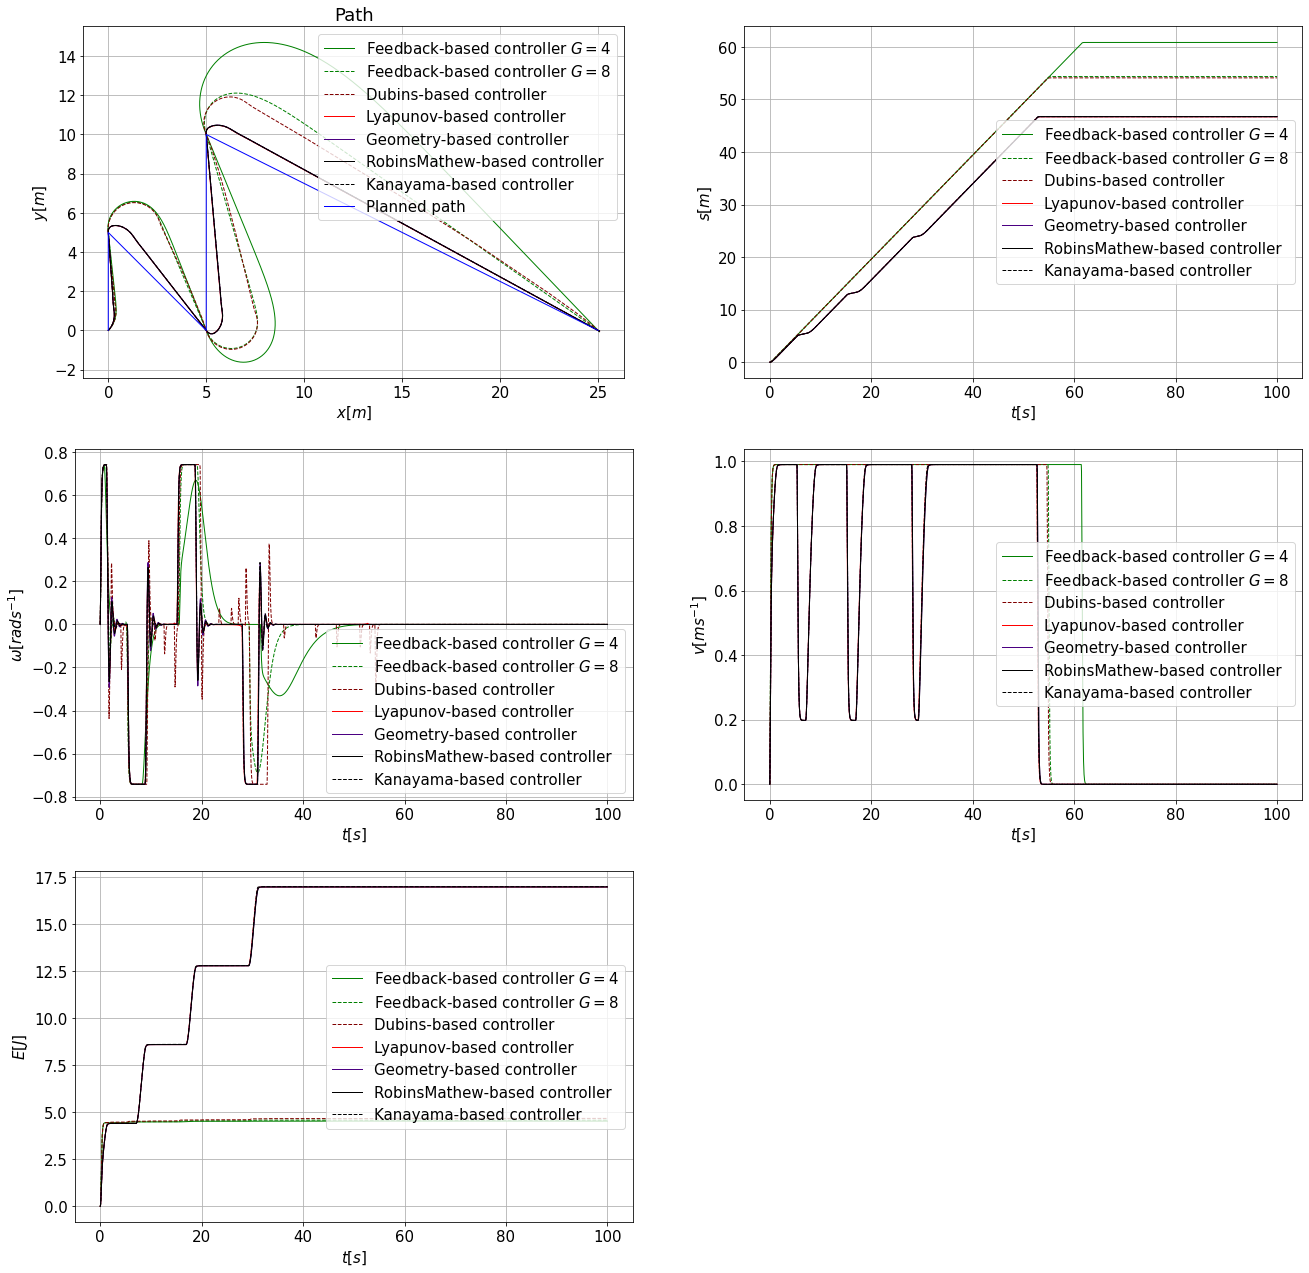 Path
14
12
10
8
6
4
2
0
−2
y[m]
0
5
10
15
20
25
x[m]
Feedback-based controller G = 4
Feedback-based controller G = 8
Dubins-based controller
Lyapunov-based controller
Geometry-based controller
RobinsMathew-based controller
Kanayama-based controller
Planned path
60
50
40
30
20
10
0
s[m]
0
20
40
60
80
100
t[s]
Feedback-based controller G = 4
Feedback-based controller G = 8
Dubins-based controller
Lyapunov-based controller
Geometry-based controller
RobinsMathew-based controller
Kanayama-based controller
0.8
0.6
0.4
0.2
0.0
−0.2
−0.4
−0.6
−0.8
ω[rads⁻¹]
0
20
40
60
80
100
t[s]
Feedback-based controller G = 4
Feedback-based controller G = 8
Dubins-based controller
Lyapunov-based controller
Geometry-based controller
RobinsMathew-based controller
Kanayama-based controller
1.0
0.8
0.6
0.4
0.2
0.0
v[ms⁻¹]
0
20
40
60
80
100
t[s]
Feedback-based controller G = 4
Feedback-based controller G = 8
Dubins-based controller
Lyapunov-based controller
Geometry-based controller
RobinsMathew-based controller
Kanayama-based controller
17.5
15.0
12.5
10.0
7.5
5.0
2.5
0.0
E[J]
0
20
40
60
80
100
t[s]
Feedback-based controller G = 4
Feedback-based controller G = 8
Dubins-based controller
Lyapunov-based controller
Geometry-based controller
RobinsMathew-based controller
Kanayama-based controller